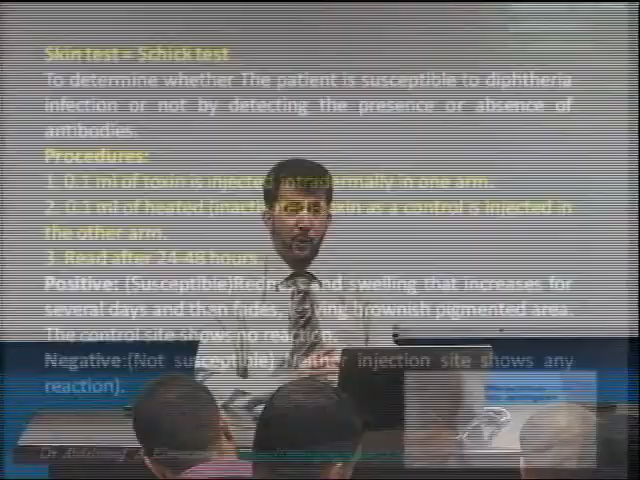 Skin test = Schick test
To determine whether The patient is susceptible to diphtheria
infection or not by detecting the presence or absence of
antibodies.
Procedures:
1. 0.1 ml of toxin is injected intradermally in one arm.
2. 0.1 ml of heated (inactivated) toxin as a control is injected in
the other arm.
3. Read after 24-48 hours.
Positive: (Susceptible)Redness and swelling that increases for
several days and then fades, leaving brownish pigmented area.
The control site shows no reaction.
Negative:(Not susceptible) Neither injection site shows any
reaction).